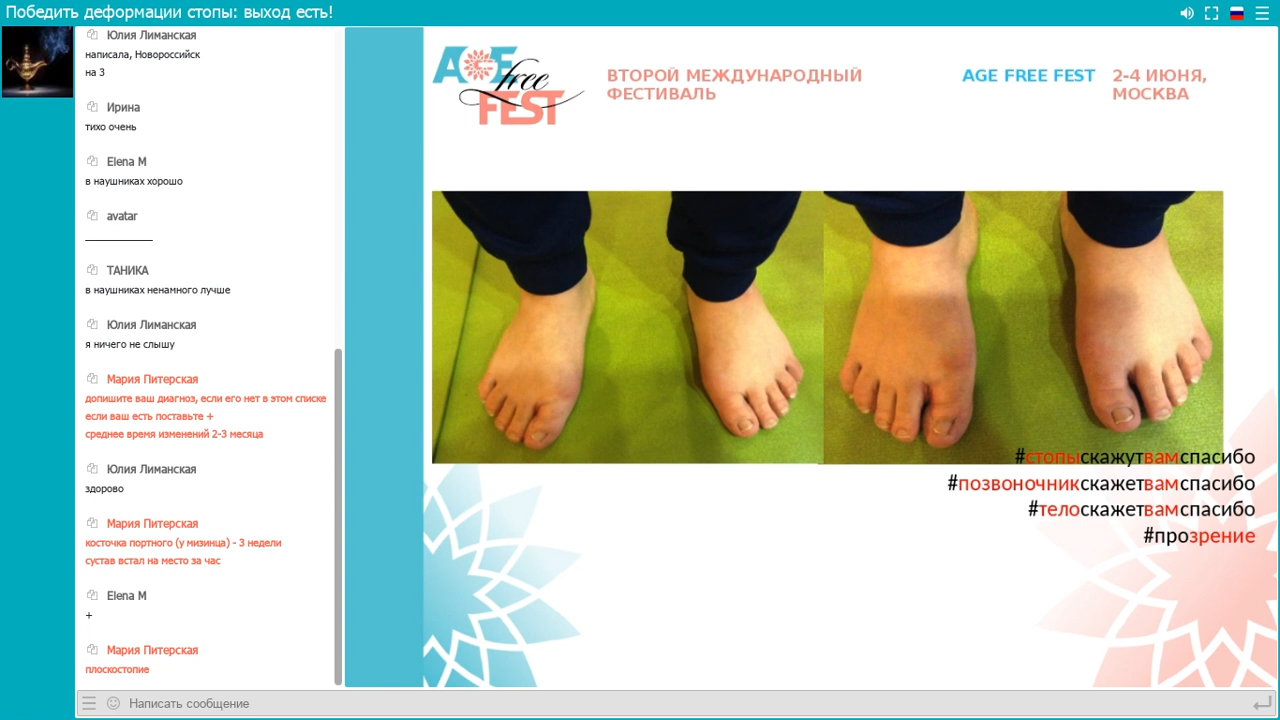 Победить деформации стопы: выход есть!
Юлия Лиманская
написала, Новороссийск
на 3
Ирина
тихо очень
Elena M
в наушниках хорошо
avatar
_______________
ТАНИКА
в наушниках ненамного лучше
Юлия Лиманская
я ничего не слышу
Мария Питерская
допишите ваш диагноз, если его нет в этом списке
если ваш есть поставьте +
среднее время изменений 2-3 месяца
Юлия Лиманская
здорово
Мария Питерская
косточка портного (у мизинца) - 3 недели
сустав встал на место за час
Elena M
+
Мария Питерская
плоскостопие
Написать сообщение
AGE
free
FEST
ВТОРОЙ МЕЖДУНАРОДНЫЙ
ФЕСТИВАЛЬ
AGE FREE FEST
2-4 ИЮНЯ,
МОСКВА
#стопыскажутвамспасибо
#позвоночникскажетвамспасибо
#телоскажетвамспасибо
#прозрение